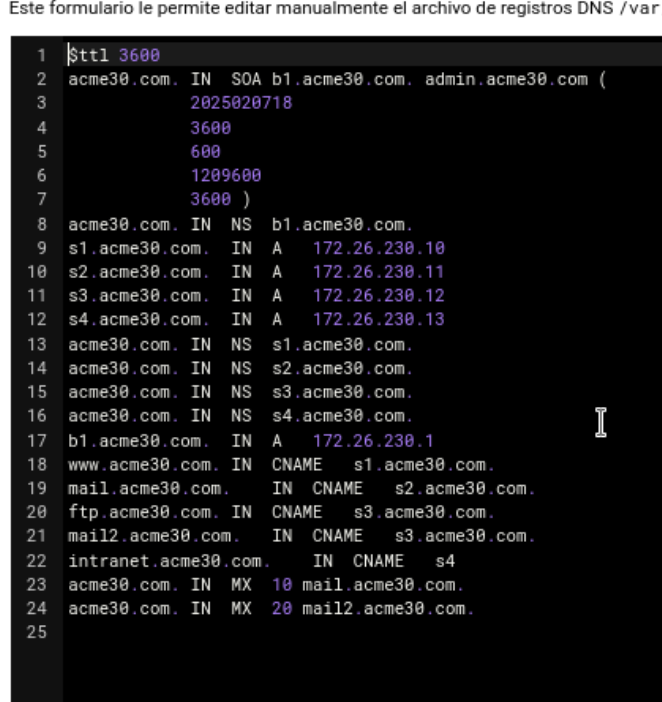 Este formulario le permite editar manualmente el archivo de registros DNS /var
1 $ttl 3600
2 acme30.com. IN SOA b1.acme30.com. admin.acme30.com (
3 2025020718
4 3600
5 600
6 1209600
7 3600 )
8 acme30.com. IN NS b1.acme30.com.
9 s1.acme30.com. IN A 172.26.230.10
10 s2.acme30.com. IN A 172.26.230.11
11 s3.acme30.com. IN A 172.26.230.12
12 s4.acme30.com. IN A 172.26.230.13
13 acme30.com. IN NS s1.acme30.com.
14 acme30.com. IN NS s2.acme30.com.
15 acme30.com. IN NS s3.acme30.com.
16 acme30.com. IN NS s4.acme30.com.
17 b1.acme30.com. IN A 172.26.230.1
18 www.acme30.com. IN CNAME s1.acme30.com.
19 mail.acme30.com. IN CNAME s2.acme30.com.
20 ftp.acme30.com. IN CNAME s3.acme30.com.
21 mail2.acme30.com. IN CNAME s3.acme30.com.
22 intranet.acme30.com. IN CNAME s4
23 acme30.com. IN MX 10 mail.acme30.com.
24 acme30.com. IN MX 20 mail2.acme30.com.
25